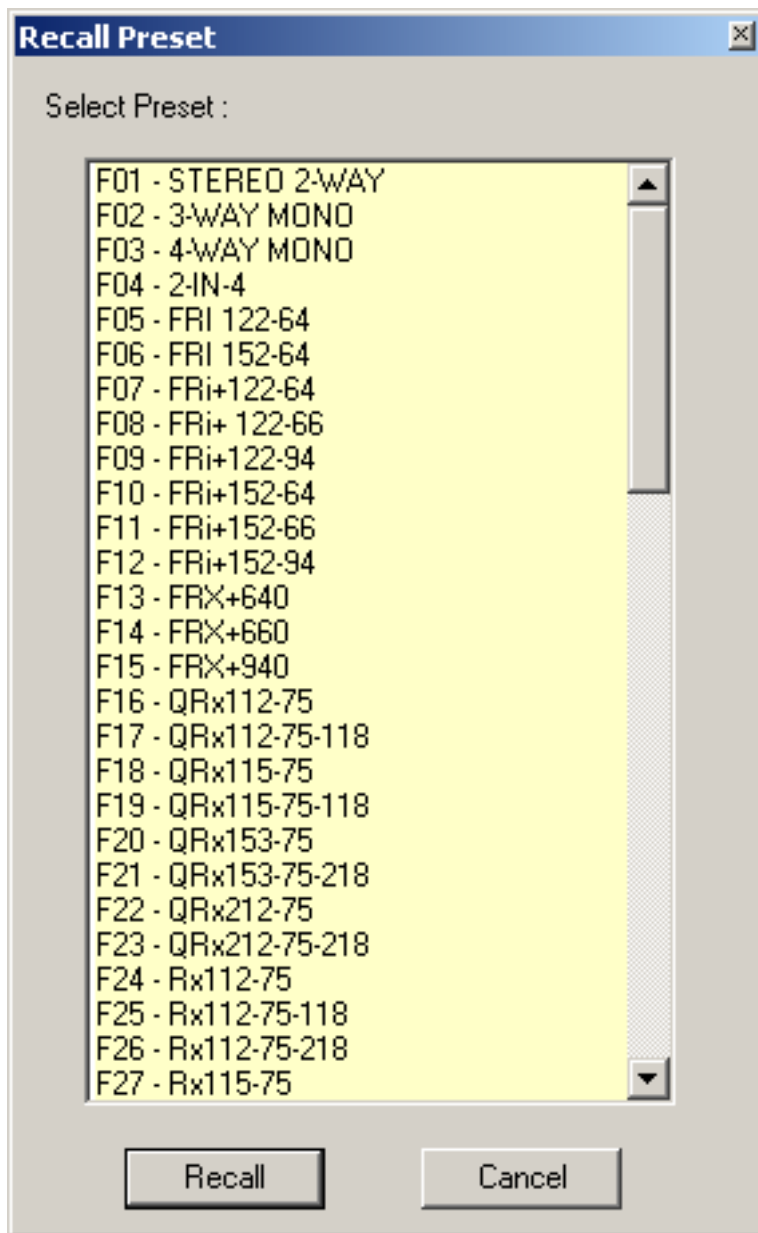 Recall Preset
Select Preset :
F01 - STEREO 2-WAY
F02 - 3-WAY MONO
F03 - 4-WAY MONO
F04 - 2-IN-4
F05 - FRI 122-64
F06 - FRI 152-64
F07 - FRi+122-64
F08 - FRi+ 122-66
F09 - FRi+122-94
F10 - FRi+152-64
F11 - FRi+152-66
F12 - FRi+152-94
F13 - FRX+640
F14 - FRX+660
F15 - FRX+940
F16 - QRx112-75
F17 - QRx112-75-118
F18 - QRx115-75
F19 - QRx115-75-118
F20 - QRx153-75
F21 - QRx153-75-218
F22 - QRx212-75
F23 - QRx212-75-218
F24 - Rx112-75
F25 - Rx112-75-118
F26 - Rx112-75-218
F27 - Rx115-75
Recall Cancel